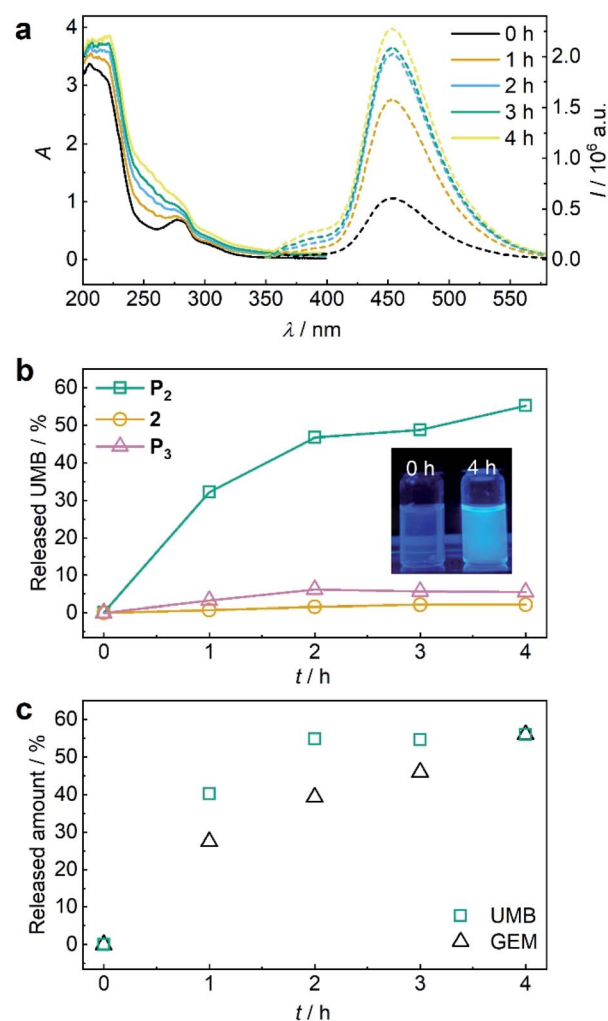 a
4
3
2
1
0
A
0 h
1 h
2 h
3 h
4 h
2.0
1.5
1.0
0.5
0.0
I / 10⁶ a.u.
200 250 300 350 400 450 500 550
λ / nm
b
60
50
40
30
20
10
0
Released UMB / %
P₂
2
P₃
0 h 4 h
0 1 2 3 4
t / h
c
60
50
40
30
20
10
0
Released amount / %
UMB
GEM
0 1 2 3 4
t / h